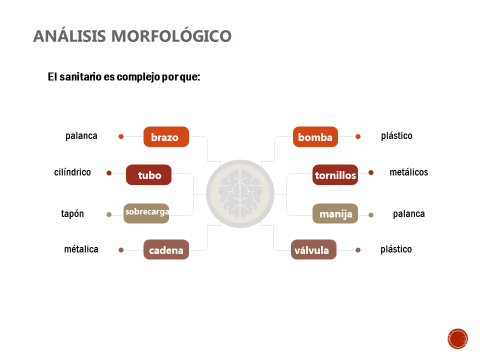 ANÁLISIS MORFOLÓGICO
El sanitario es complejo por que:
palanca brazo bomba plástico
cilíndrico tubo tornillos metálicos
tapón sobrecarga manija palanca
métalica cadena válvula plástico